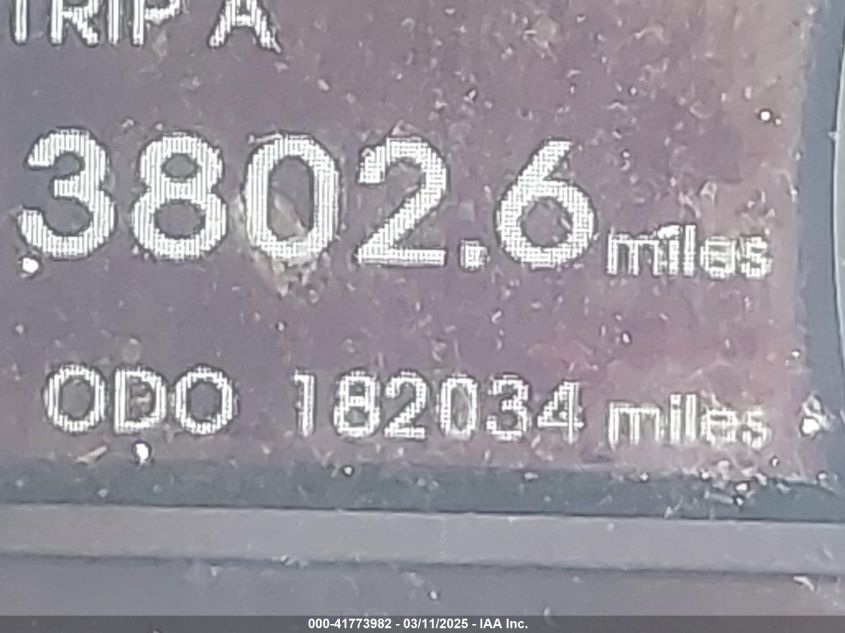 TRIP A
3802.6 miles
ODO 182034 miles
000-41773982 - 03/11/2025 - IAA Inc.